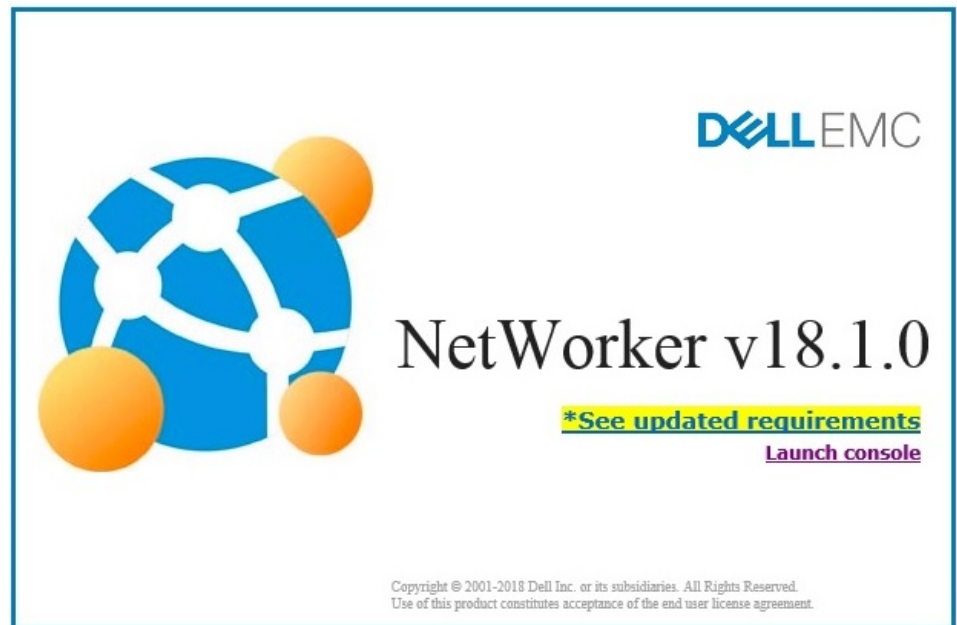 DELLEMC
NetWorker v18.1.0
*See updated requirements
Launch console
Copyright © 2001-2018 Dell Inc. or its subsidiaries. All Rights Reserved.
Use of this product constitutes acceptance of the end user license agreement.